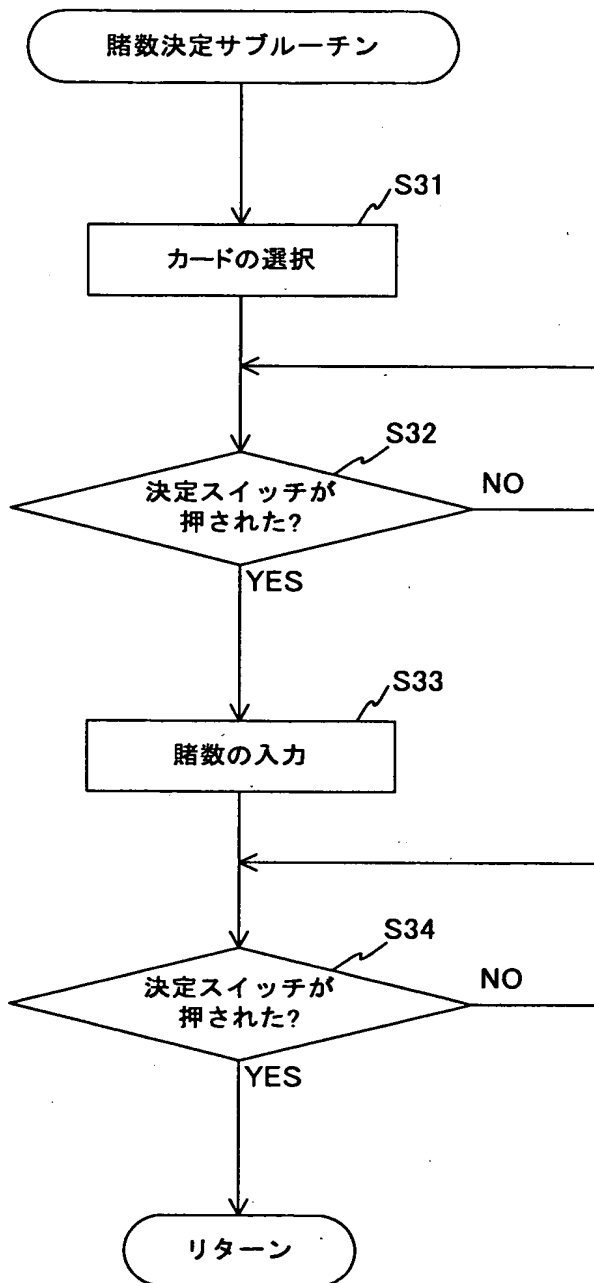 賭数決定サブルーチン
S31
カードの選択
S32
決定スイッチが
押された?
NO
YES
S33
賭数の入力
S34
決定スイッチが
押された?
NO
YES
リターン